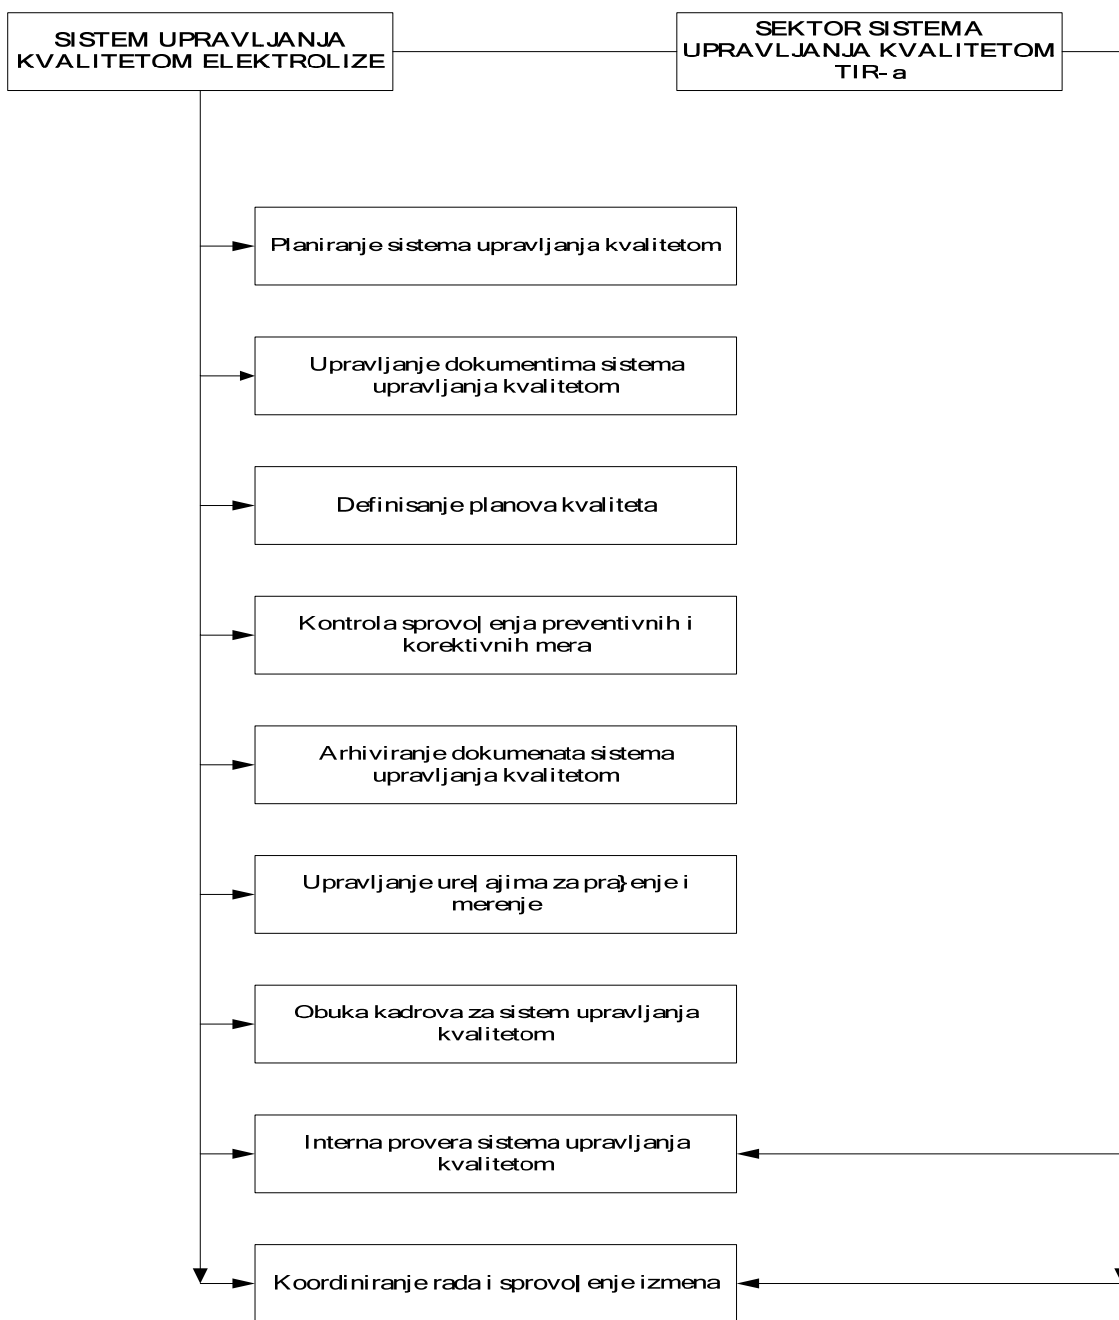 SISTEM UPRAVLJANJA
KVALITETOM ELEKTROLIZE
SEKTOR SISTEMA
UPRAVLJANJA KVALITETOM
TIR-a
Planiranje sistema upravljanja kvalitetom
Upravljanje dokumentima sistema
upravljanja kvalitetom
Definisanje planova kvaliteta
Kontrola sprovo|enja preventivnih i
korektivnih mera
Arhiviranje dokumenata sistema
upravljanja kvalitetom
Upravljanje ure|ajima za pra}enje i
merenje
Obuka kadrova za sistem upravljanja
kvalitetom
Interna provera sistema upravljanja
kvalitetom
Koordiniranje rada i sprovo|enje izmena